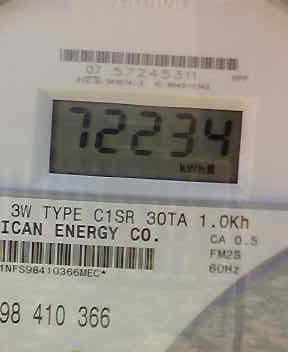 07 57245311
72234
kWh
3W TYPE C1SR 30TA 1.0Kh
ICAN ENERGY CO.
CA 0.5
FM2S
60Hz
1NFS98410366MEC*
98 410 366